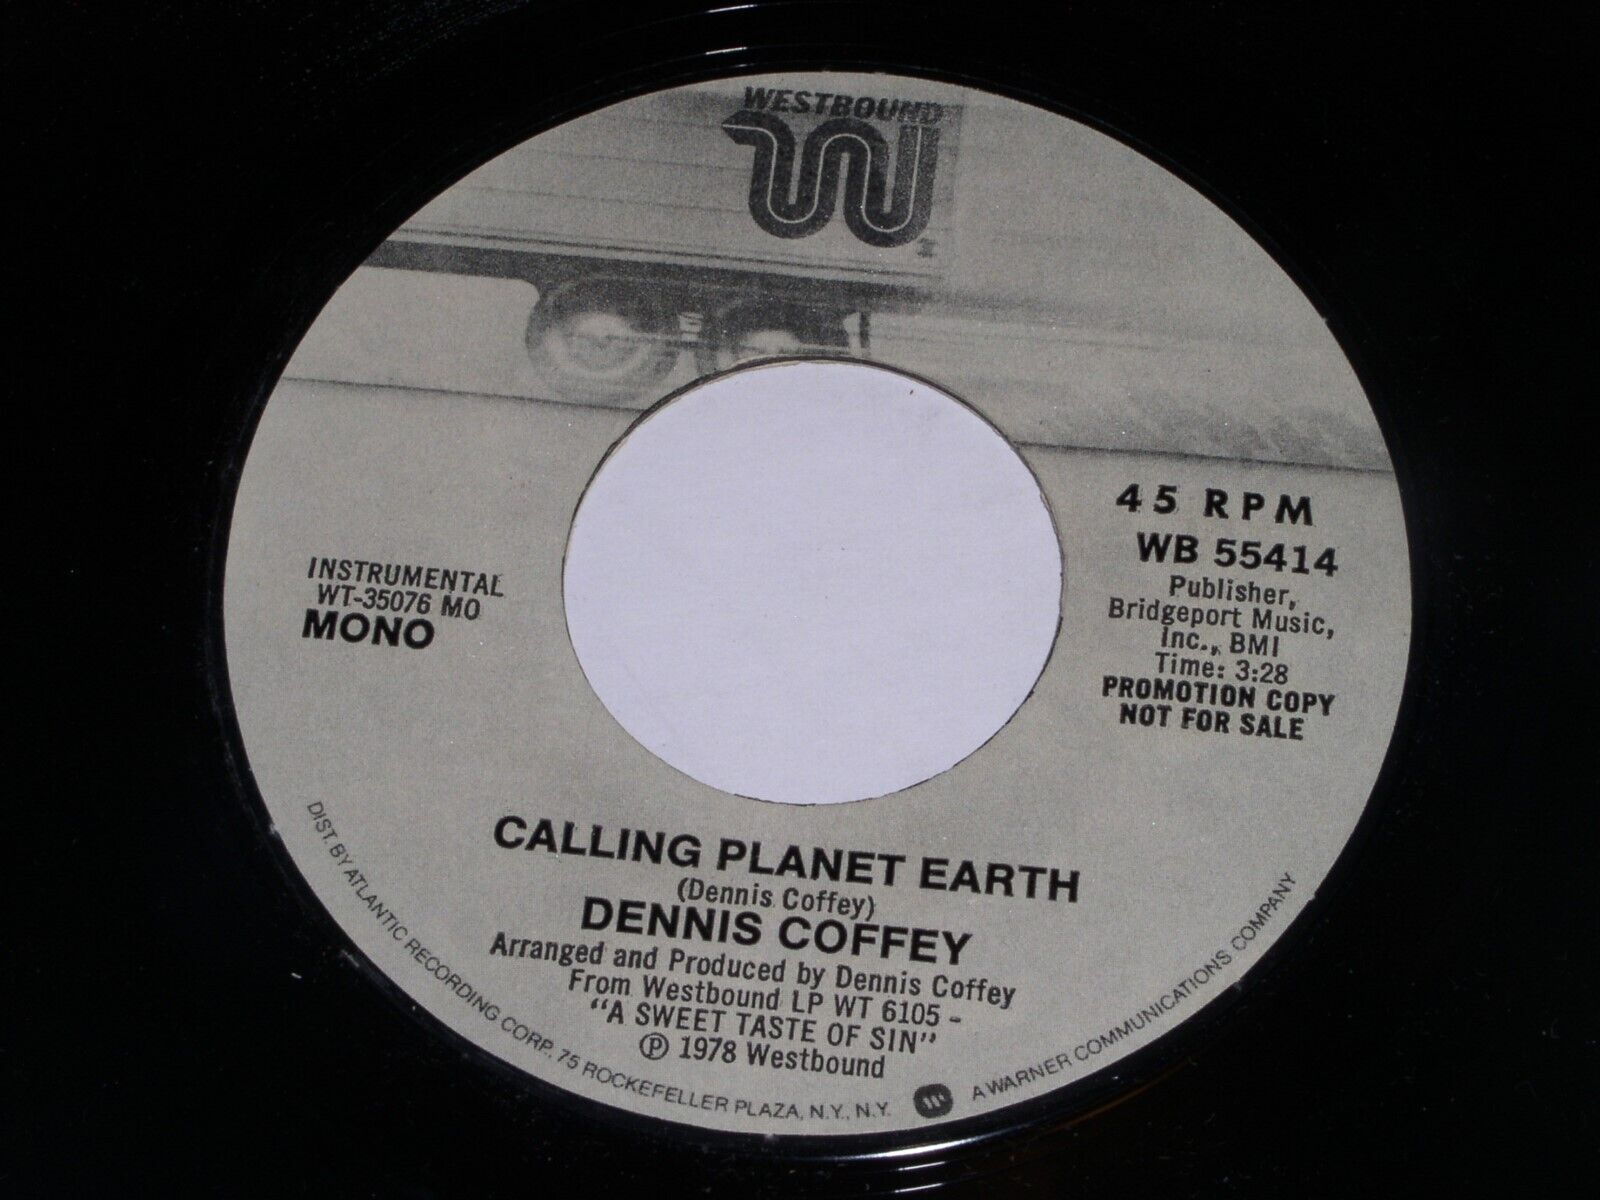 WESTBOUND
45 RPM
WB 55414
Publisher,
Bridgeport Music,
Inc., BMI
Time: 3:28
PROMOTION COPY
NOT FOR SALE
INSTRUMENTAL
WT-35076 MO
MONO
CALLING PLANET EARTH
(Dennis Coffey)
DENNIS COFFEY
Arranged and Produced by Dennis Coffey
From Westbound LP WT 6105 -
"A SWEET TASTE OF SIN"
Ⓟ 1978 Westbound
DIST. BY ATLANTIC RECORDING CORP., 75 ROCKEFELLER PLAZA, N.Y., N.Y. A WARNER COMMUNICATIONS COMPANY